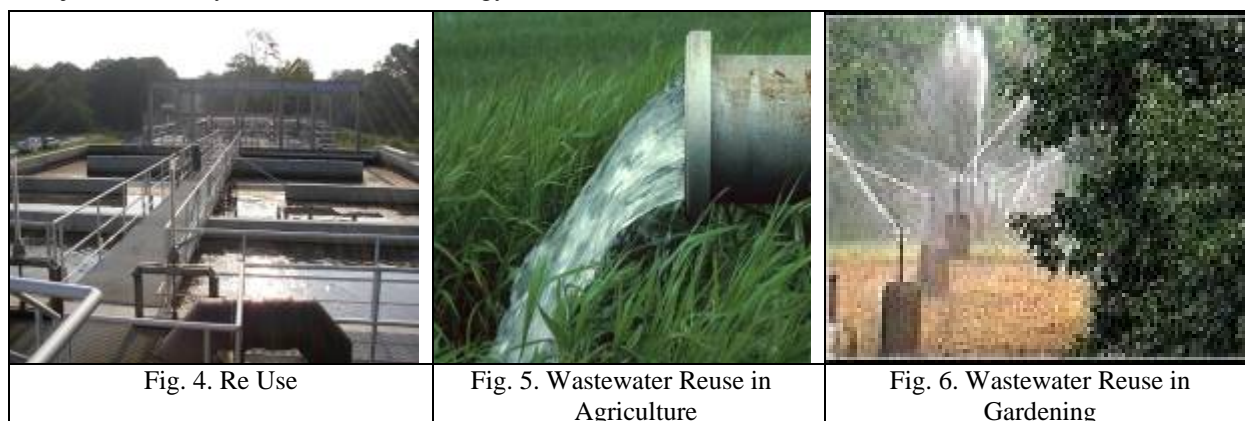 Fig. 4. Re Use
Fig. 5. Wastewater Reuse in
Agriculture
Fig. 6. Wastewater Reuse in
Gardening